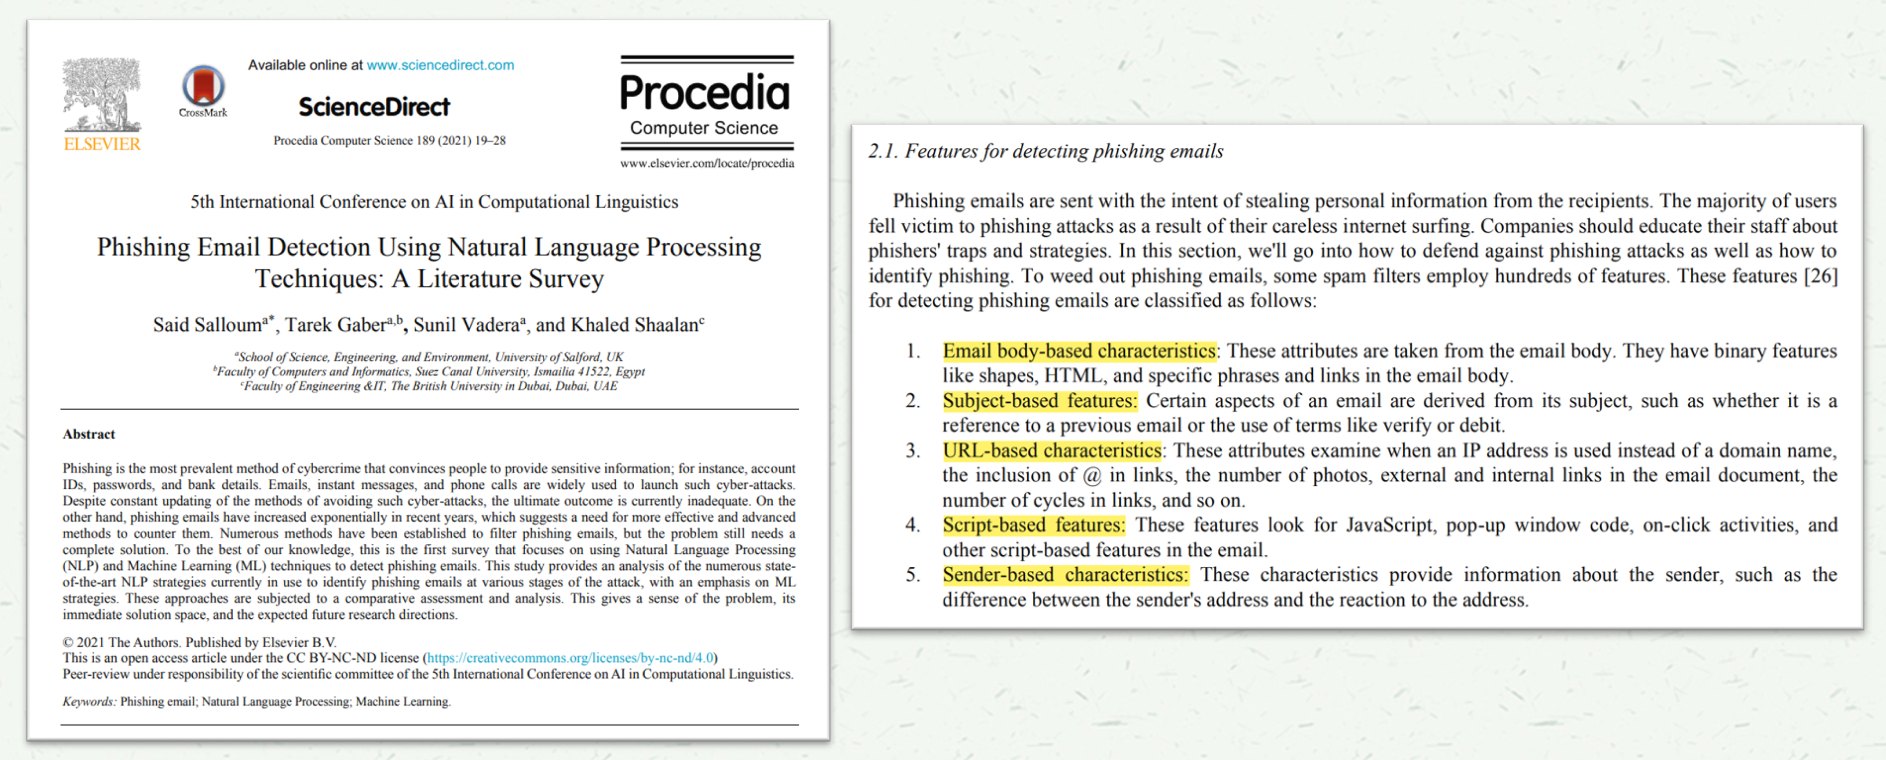 ELSEVIER
CrossMark
Available online at www.sciencedirect.com
ScienceDirect
Procedia Computer Science 189 (2021) 19–28
Procedia
Computer Science
www.elsevier.com/locate/procedia
5th International Conference on AI in Computational Linguistics
Phishing Email Detection Using Natural Language Processing
Techniques: A Literature Survey
Said Salloumᵃ*, Tarek Gaberᵃ,ᵇ, Sunil Vaderaᵃ, and Khaled Shaalanᶜ
ᵃSchool of Science, Engineering, and Environment, University of Salford, UK
ᵇFaculty of Computers and Informatics, Suez Canal University, Ismailia 41522, Egypt
ᶜFaculty of Engineering &IT, The British University in Dubai, Dubai, UAE
Abstract
Phishing is the most prevalent method of cybercrime that convinces people to provide sensitive information; for instance, account
IDs, passwords, and bank details. Emails, instant messages, and phone calls are widely used to launch such cyber-attacks.
Despite constant updating of the methods of avoiding such cyber-attacks, the ultimate outcome is currently inadequate. On the
other hand, phishing emails have increased exponentially in recent years, which suggests a need for more effective and advanced
methods to counter them. Numerous methods have been established to filter phishing emails, but the problem still needs a
complete solution. To the best of our knowledge, this is the first survey that focuses on using Natural Language Processing
(NLP) and Machine Learning (ML) techniques to detect phishing emails. This study provides an analysis of the numerous state-
of-the-art NLP strategies currently in use to identify phishing emails at various stages of the attack, with an emphasis on ML
strategies. These approaches are subjected to a comparative assessment and analysis. This gives a sense of the problem, its
immediate solution space, and the expected future research directions.
© 2021 The Authors. Published by Elsevier B.V.
This is an open access article under the CC BY-NC-ND license (https://creativecommons.org/licenses/by-nc-nd/4.0)
Peer-review under responsibility of the scientific committee of the 5th International Conference on AI in Computational Linguistics.
Keywords: Phishing email; Natural Language Processing; Machine Learning.
2.1. Features for detecting phishing emails
Phishing emails are sent with the intent of stealing personal information from the recipients. The majority of users
fell victim to phishing attacks as a result of their careless internet surfing. Companies should educate their staff about
phishers' traps and strategies. In this section, we'll go into how to defend against phishing attacks as well as how to
identify phishing. To weed out phishing emails, some spam filters employ hundreds of features. These features [26]
for detecting phishing emails are classified as follows:
1. Email body-based characteristics: These attributes are taken from the email body. They have binary features
like shapes, HTML, and specific phrases and links in the email body.
2. Subject-based features: Certain aspects of an email are derived from its subject, such as whether it is a
reference to a previous email or the use of terms like verify or debit.
3. URL-based characteristics: These attributes examine when an IP address is used instead of a domain name,
the inclusion of @ in links, the number of photos, external and internal links in the email document, the
number of cycles in links, and so on.
4. Script-based features: These features look for JavaScript, pop-up window code, on-click activities, and
other script-based features in the email.
5. Sender-based characteristics: These characteristics provide information about the sender, such as the
difference between the sender's address and the reaction to the address.